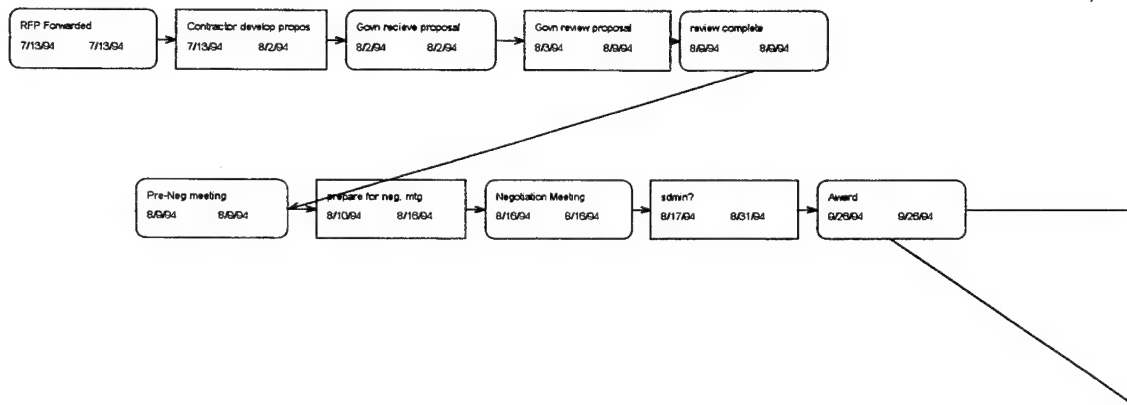 RFP Forwarded
7/13/94 7/13/94
Contractor develop propos
7/13/94 8/2/94
Govn recieve proposal
8/2/94 8/2/94
Govn review proposal
8/3/94 8/9/94
review complete
8/9/94 8/9/94
Pre-Neg meeting
8/9/94 8/9/94
prepare for neg. mtg
8/10/94 8/16/94
Negotiation Meeting
8/16/94 8/16/94
admin?
8/17/94 8/31/94
Award
9/26/94 9/26/94